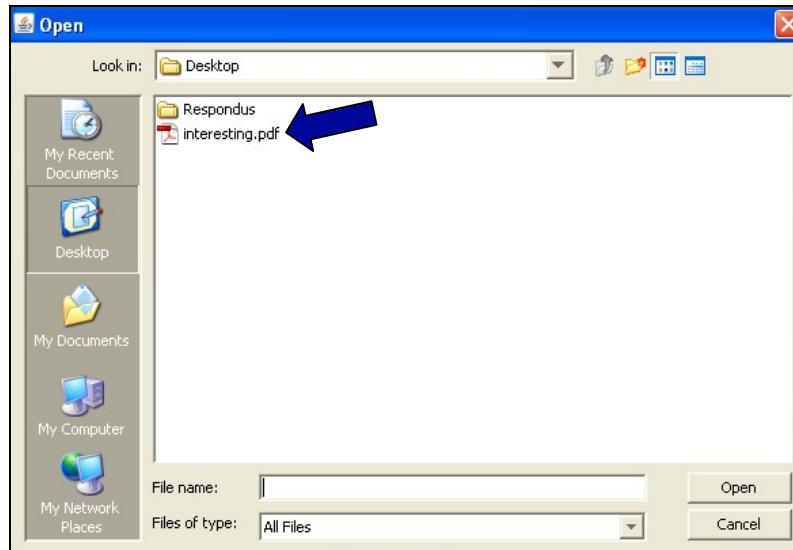 Open
Look in:
Desktop
Respondus
interesting.pdf
My Recent
Documents
Desktop
My Documents
My Computer
My Network
Places
File name:
Open
Files of type:
All Files
Cancel